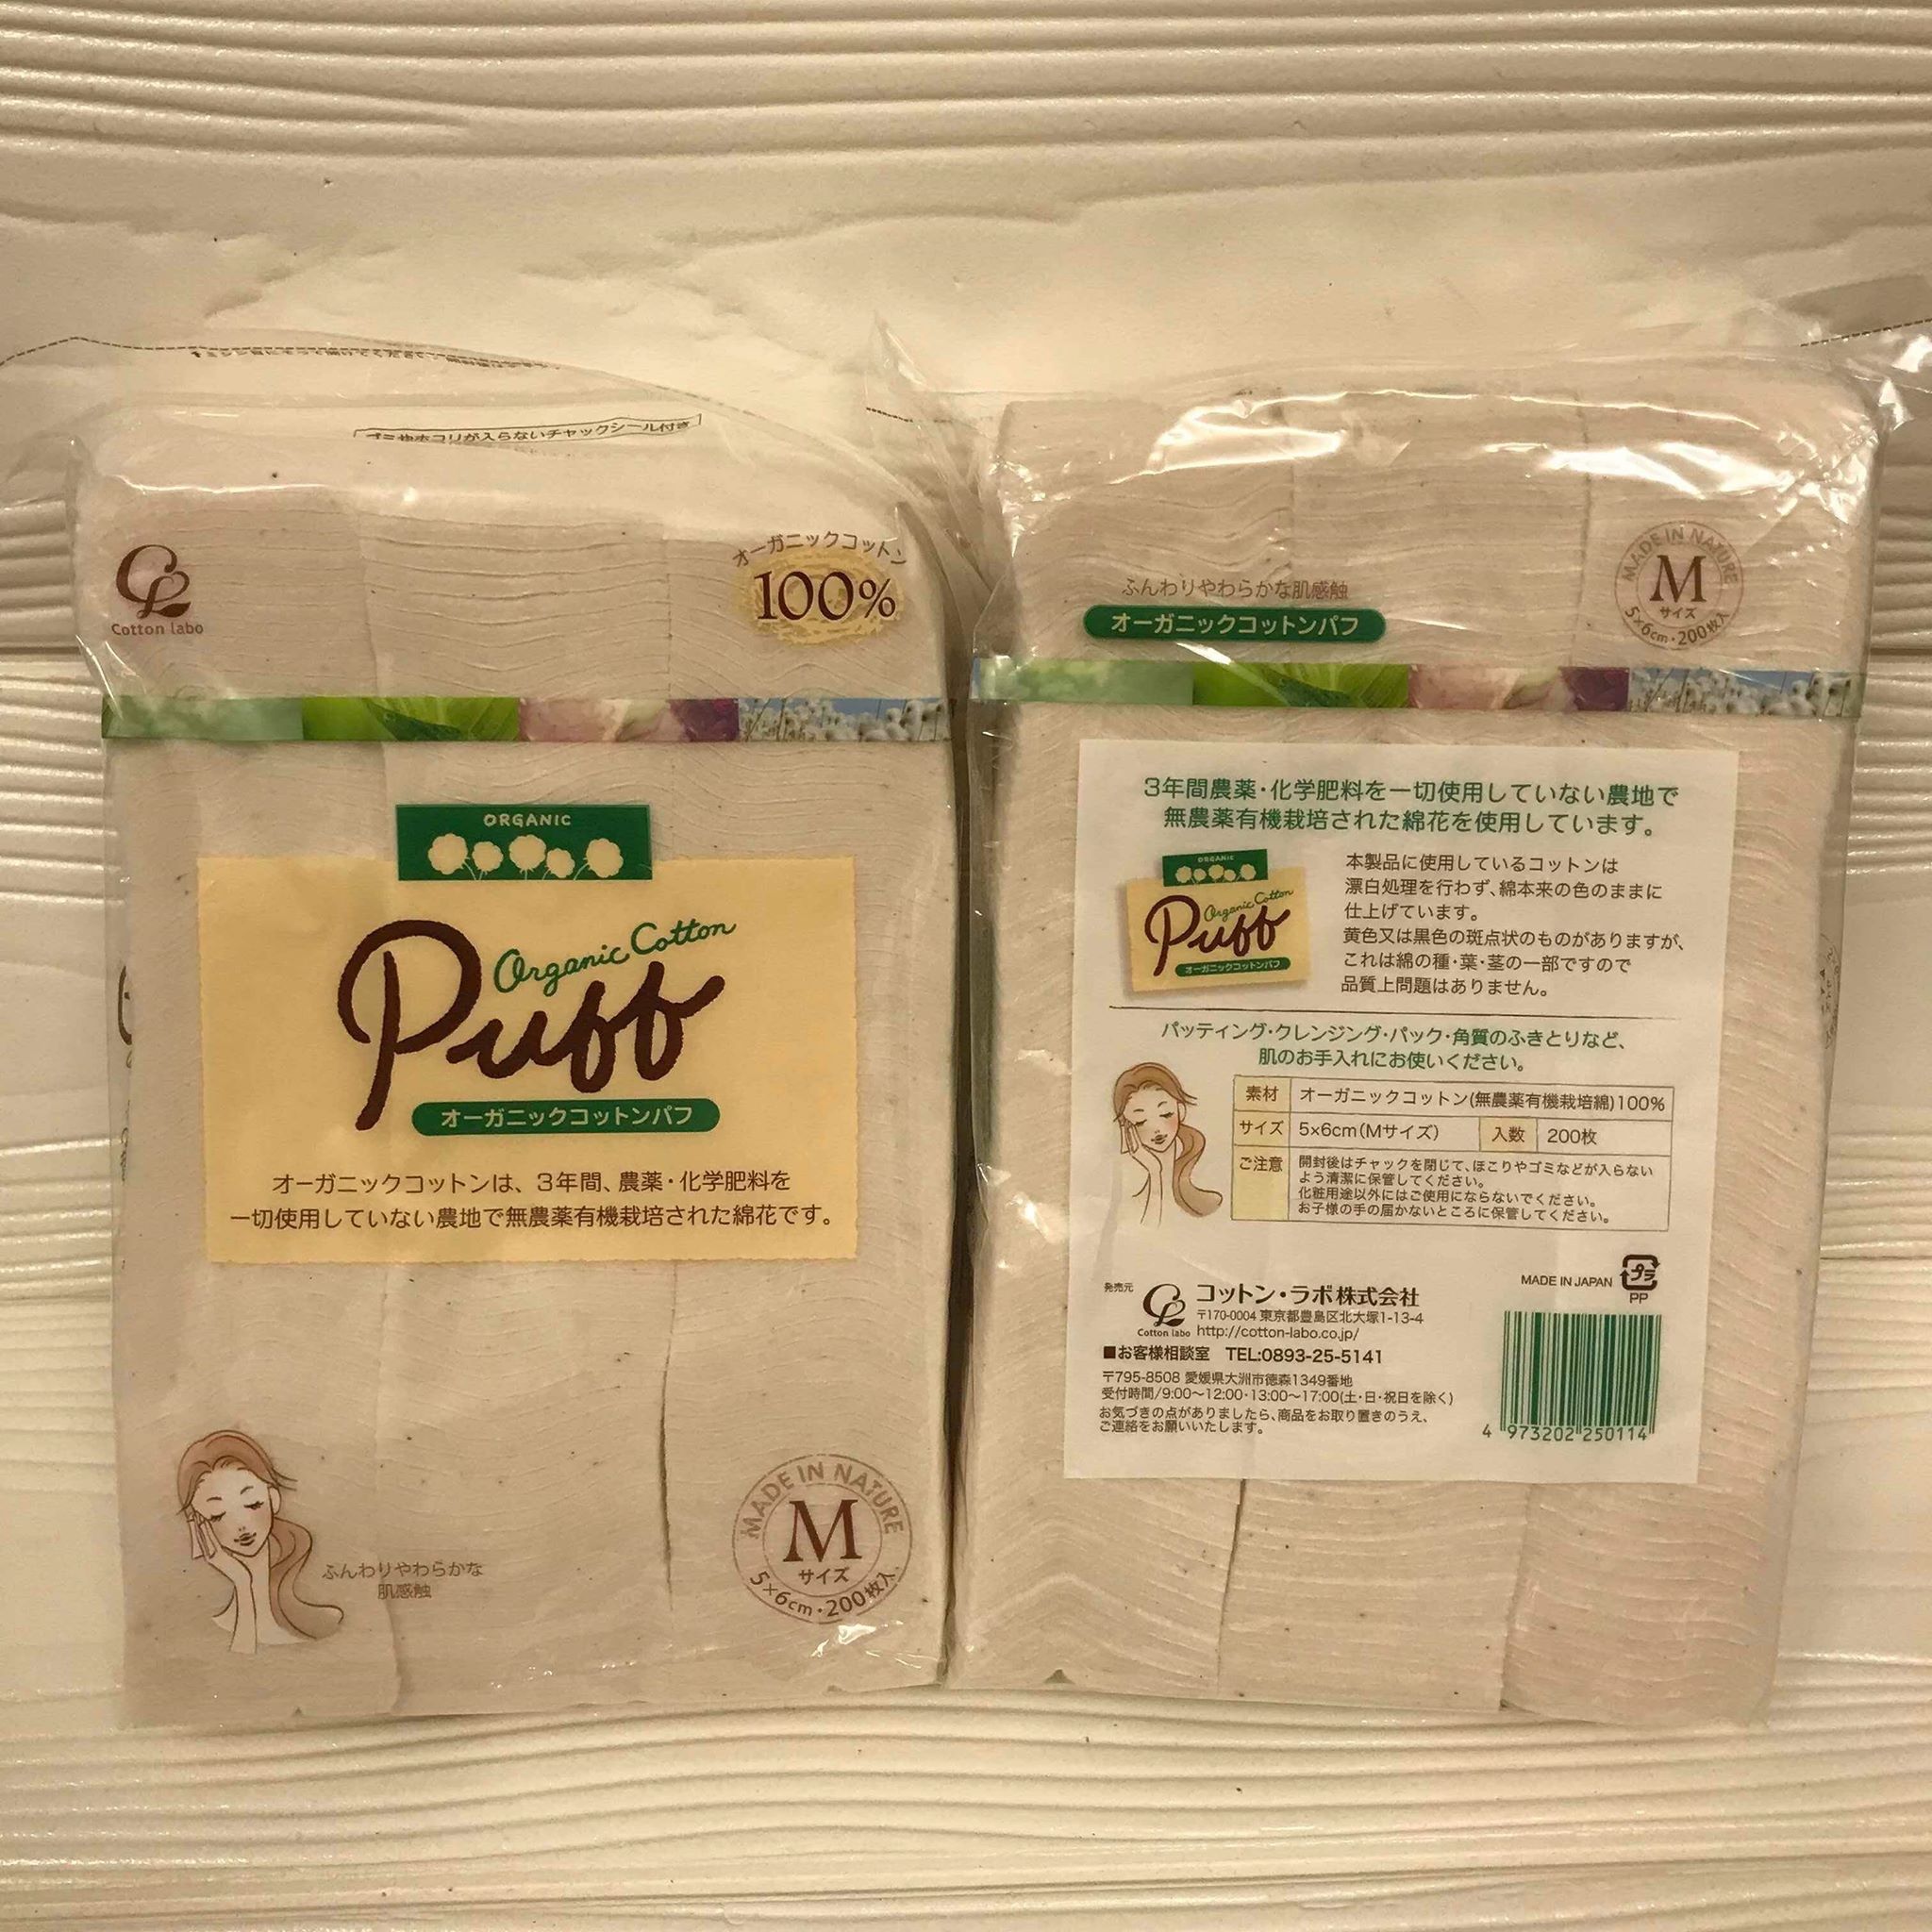 ゴミやホコリが入らないチャックシール付き
Cotton labo
オーガニックコットン
100%
ORGANIC
Organic Cotton
Puff
オーガニックコットンパフ
オーガニックコットンは、3年間、農薬・化学肥料を
一切使用していない農地で無農薬有機栽培された綿花です。
ふんわりやわらかな
肌感触
MADE IN NATURE
M
サイズ
5×6cm・200枚入
ふんわりやわらかな肌感触
オーガニックコットンパフ
MADE IN NATURE
M
サイズ
5×6cm・200枚入
3年間農薬・化学肥料を一切使用していない農地で
無農薬有機栽培された綿花を使用しています。
ORGANIC
Organic Cotton
Puff
オーガニックコットンパフ
本製品に使用しているコットンは
漂白処理を行わず、綿本来の色のままに
仕上げています。
黄色又は黒色の斑点状のものがありますが、
これは綿の種・葉・茎の一部ですので
品質上問題はありません。
パッティング・クレンジング・パック・角質のふきとりなど、
肌のお手入れにお使いください。
素材 オーガニックコットン(無農薬有機栽培綿)100%
サイズ 5×6cm(Mサイズ) 入数 200枚
ご注意 開封後はチャックを閉じて、ほこりやゴミなどが入らない
よう清潔に保管してください。
化粧用途以外にはご使用にならないでください。
お子様の手の届かないところに保管してください。
発売元
Cotton labo
コットン・ラボ株式会社
〒170-0004 東京都豊島区北大塚1-13-4
http://cotton-labo.co.jp/
■お客様相談室 TEL:0893-25-5141
〒795-8508 愛媛県大洲市徳森1349番地
受付時間/9:00〜12:00・13:00〜17:00(土・日・祝日を除く)
お気づきの点がありましたら、商品をお取り置きのうえ、
ご連絡をお願いいたします。
MADE IN JAPAN
プラ
PP
4 973202 250114